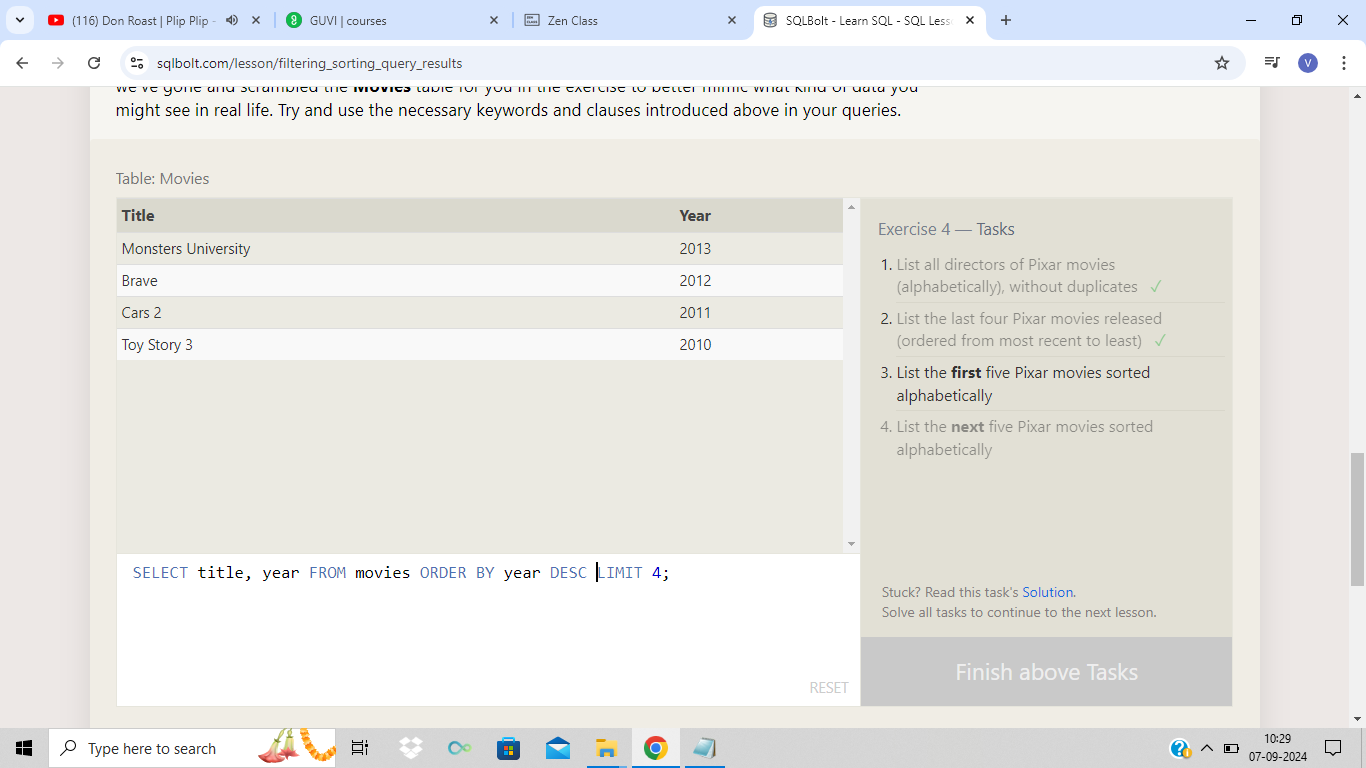 (116) Don Roast | Plip Plip -
GUVI | courses
Zen Class
SQLBolt - Learn SQL - SQL Less
sqlbolt.com/lesson/filtering_sorting_query_results
V
we've gone and scrambled the Movies table for you in the exercise to better mimic what kind of data you
might see in real life. Try and use the necessary keywords and clauses introduced above in your queries.
Table: Movies
Title Year
Monsters University 2013
Brave 2012
Cars 2 2011
Toy Story 3 2010
SELECT title, year FROM movies ORDER BY year DESC LIMIT 4;
RESET
Exercise 4 — Tasks
1. List all directors of Pixar movies
(alphabetically), without duplicates ✓
2. List the last four Pixar movies released
(ordered from most recent to least) ✓
3. List the first five Pixar movies sorted
alphabetically
4. List the next five Pixar movies sorted
alphabetically
Stuck? Read this task's Solution.
Solve all tasks to continue to the next lesson.
Finish above Tasks
Type here to search
10:29
07-09-2024